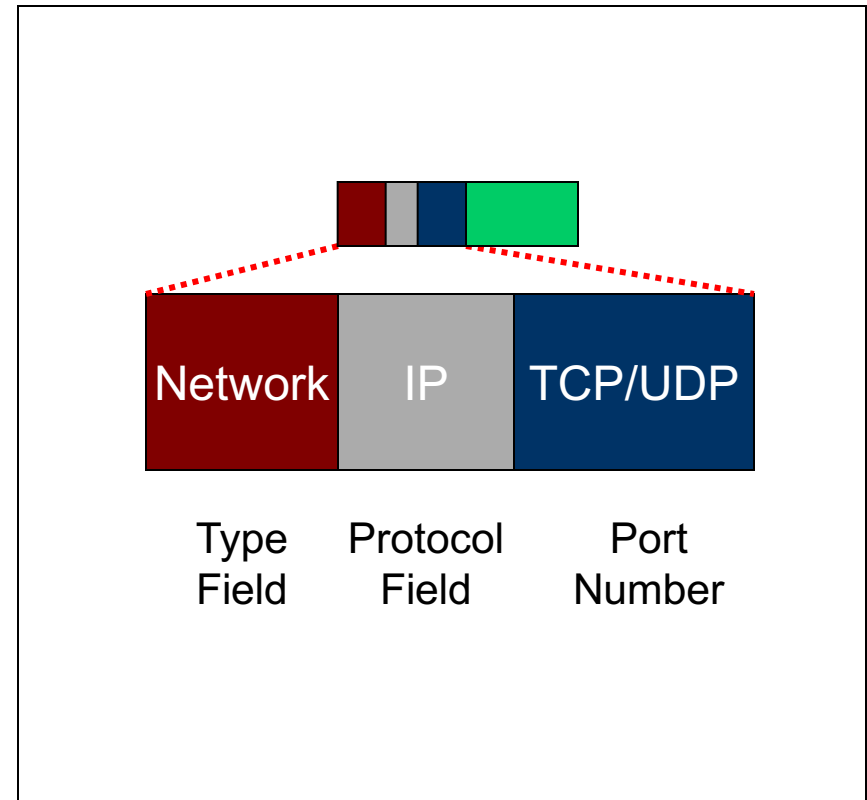 Network IP TCP/UDP
Type Protocol Port
Field Field Number